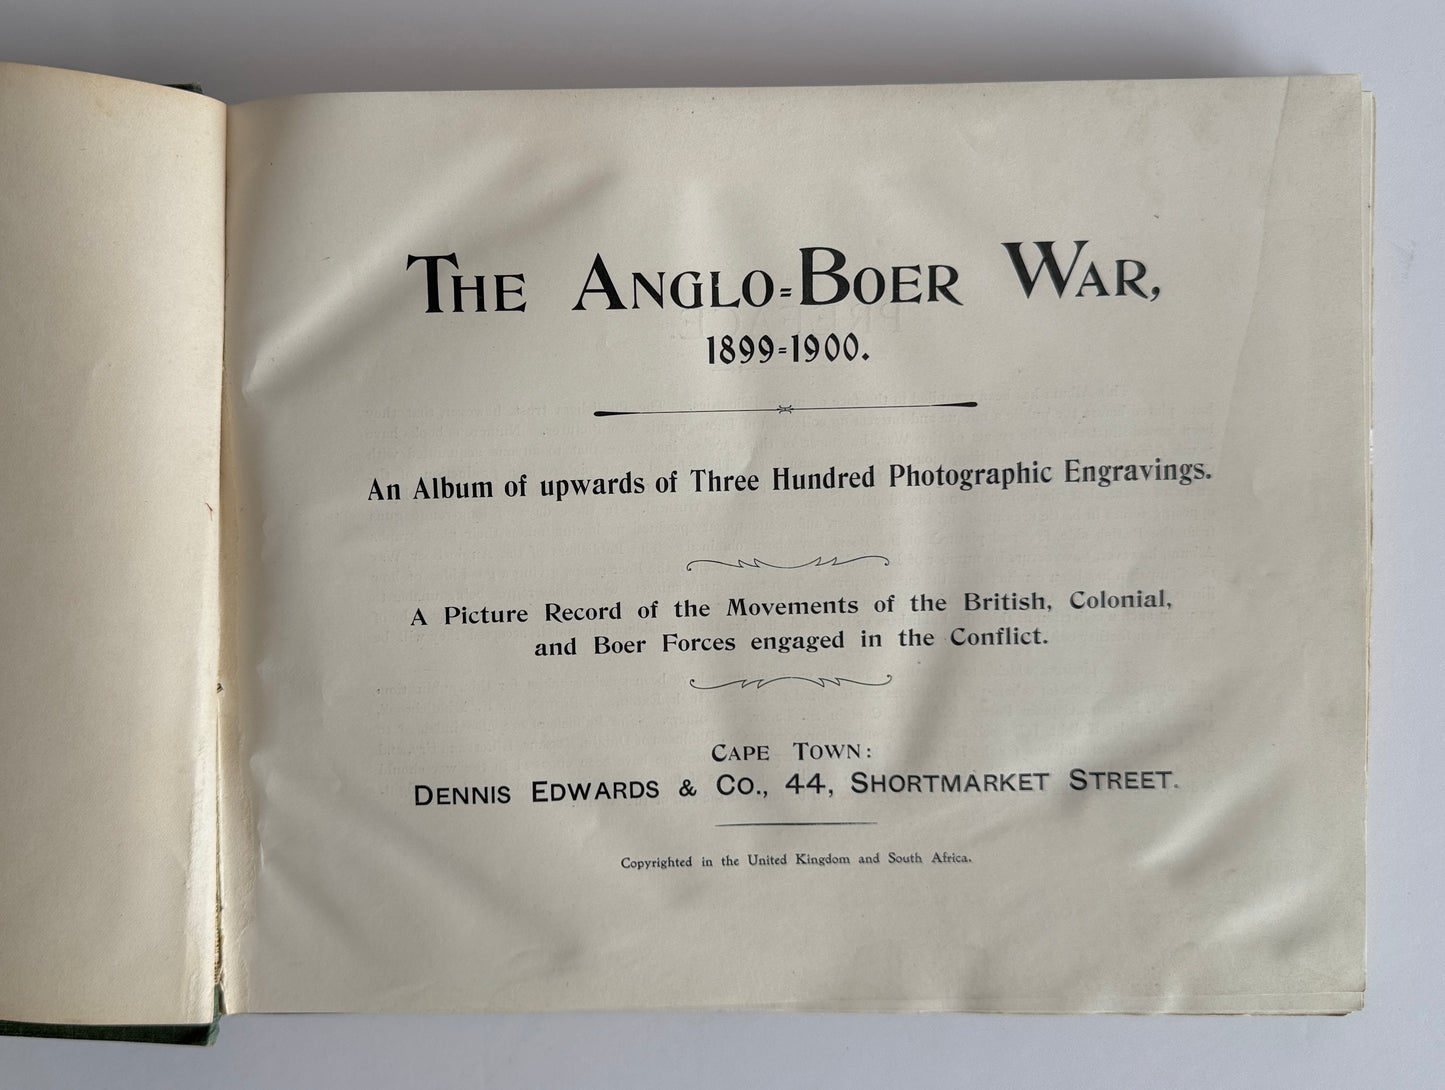 THE ANGLO=BOER WAR,
1899=1900.
An Album of upwards of Three Hundred Photographic Engravings.
A Picture Record of the Movements of the British, Colonial,
and Boer Forces engaged in the Conflict.
CAPE TOWN:
DENNIS EDWARDS & CO., 44, SHORTMARKET STREET.
Copyrighted in the United Kingdom and South Africa.